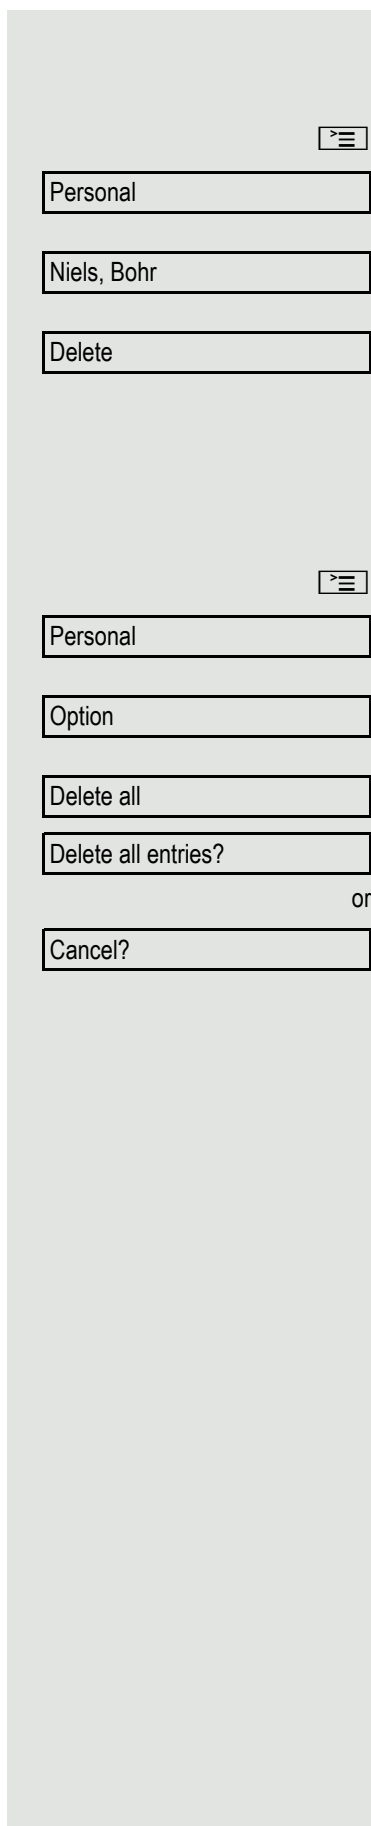 Personal
Niels, Bohr
Delete
Personal
Option
Delete all
Delete all entries?
or
Cancel?